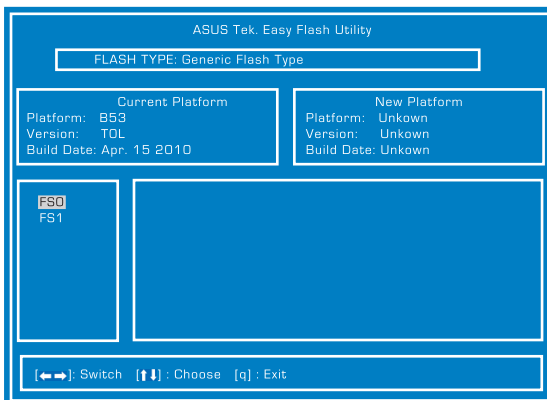 ASUS Tek. Easy Flash Utility
FLASH TYPE: Generic Flash Type
Current Platform
Platform: B53
Version: TOL
Build Date: Apr. 15 2010
New Platform
Platform: Unkown
Version: Unkown
Build Date: Unkown
FS0
FS1
[⬅➡]: Switch [⬆⬇] : Choose [q] : Exit